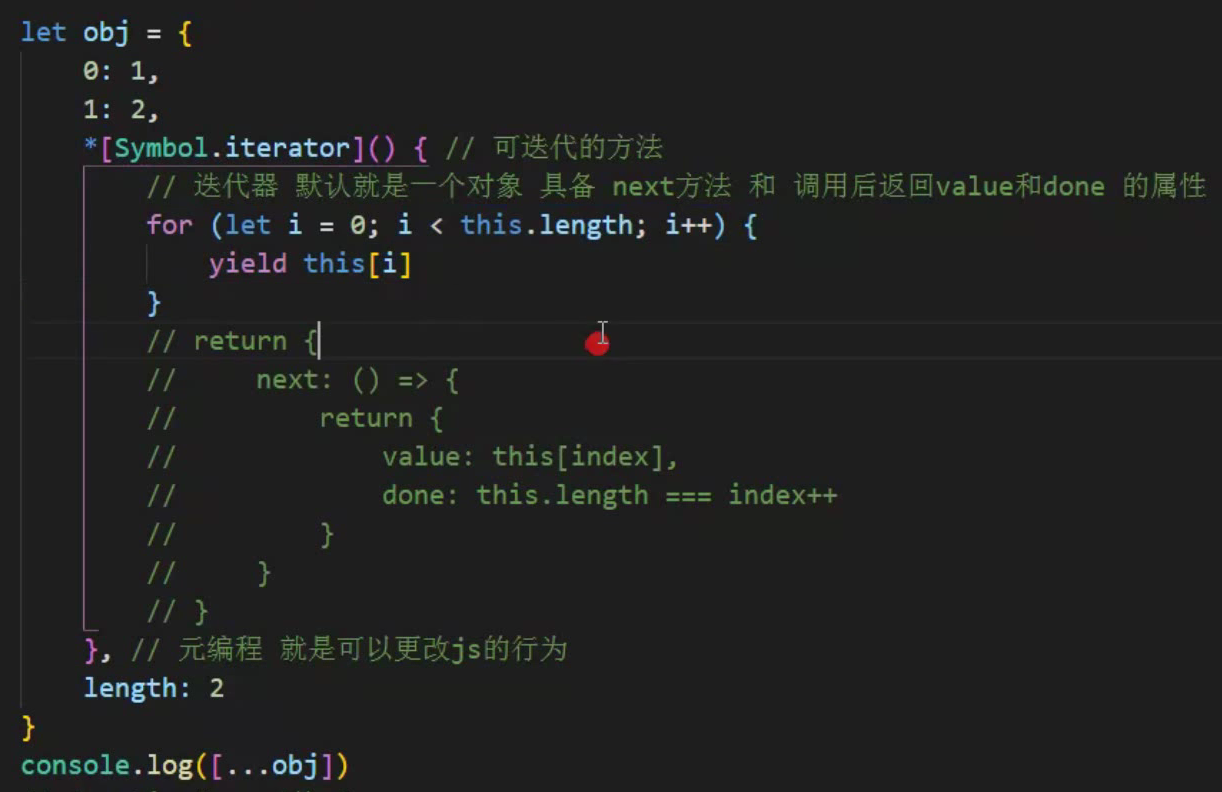 let obj = {
    0: 1,
    1: 2,
    *[Symbol.iterator]() { // 可迭代的方法
        // 迭代器 默认就是一个对象 具备 next方法 和 调用后返回value和done 的属性
        for (let i = 0; i < this.length; i++) {
            yield this[i]
        }
        // return {
        //     next: () => {
        //         return {
        //             value: this[index],
        //             done: this.length === index++
        //         }
        //     }
        // }
    }, // 元编程 就是可以更改js的行为
    length: 2
}
console.log([...obj])